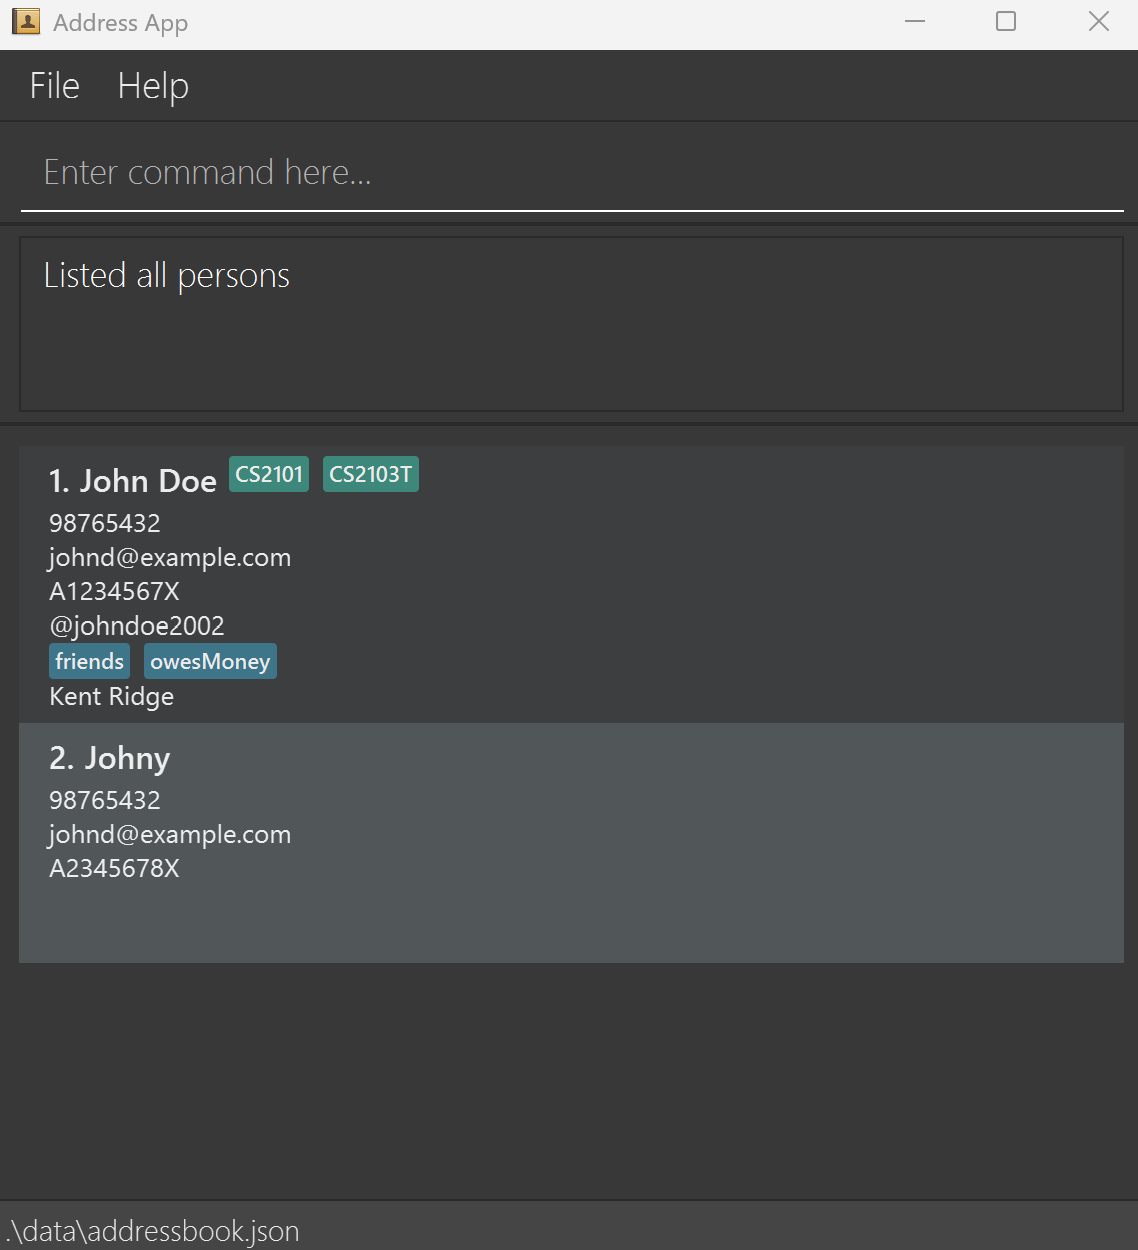 Address App
File Help
Enter command here...
Listed all persons
1. John Doe CS2101 CS2103T
98765432
johnd@example.com
A1234567X
@johndoe2002
friends owesMoney
Kent Ridge
2. Johny
98765432
johnd@example.com
A2345678X
.\data\addressbook.json